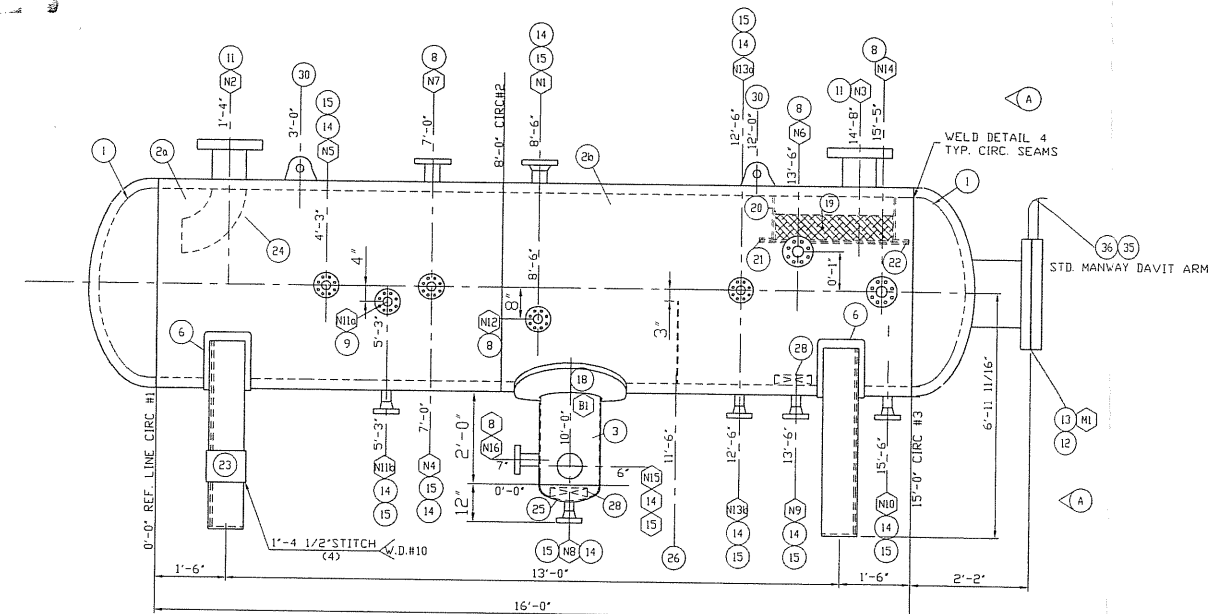 15
14
N13a
12'-6"
11
N2
1'-4"
30
3'-0"
15
14
N5
4'-3"
8
N7
7'-0"
8'-0" CIRC#2
14
15
N1
8'-6"
30
12'-0"
8
N6
13'-6"
11
N3
14'-8"
8
N14
15'-5"
A
WELD DETAIL 4
TYP. CIRC. SEAMS
1
2a
24
2b
20
19
21
22
1
36
35
STD. MANWAY DAVIT ARM
4"
8'-6"
8"
3"
0'-1"
6
N11a
9
5'-3"
N12
8
28
6
6'-11 11/16"
13
M1
12
18
B1
3
10'-0"
8
N16
7"
6"
0'-0"
N15
14
15
2'-0"
12"
25
28
15
N8
14
5'-3"
N11b
14
15
7'-0"
N4
15
14
11'-6"
26
12'-6"
N13b
14
15
13'-6"
N9
14
15
15'-6"
N10
14
15
15'-0" CIRC #3
A
0'-0" REF. LINE CIRC #1
23
1"-4 1/2"STITCH
(4)
W.D.#10
1'-6"
13'-0"
1'-6"
2'-2"
16'-0"